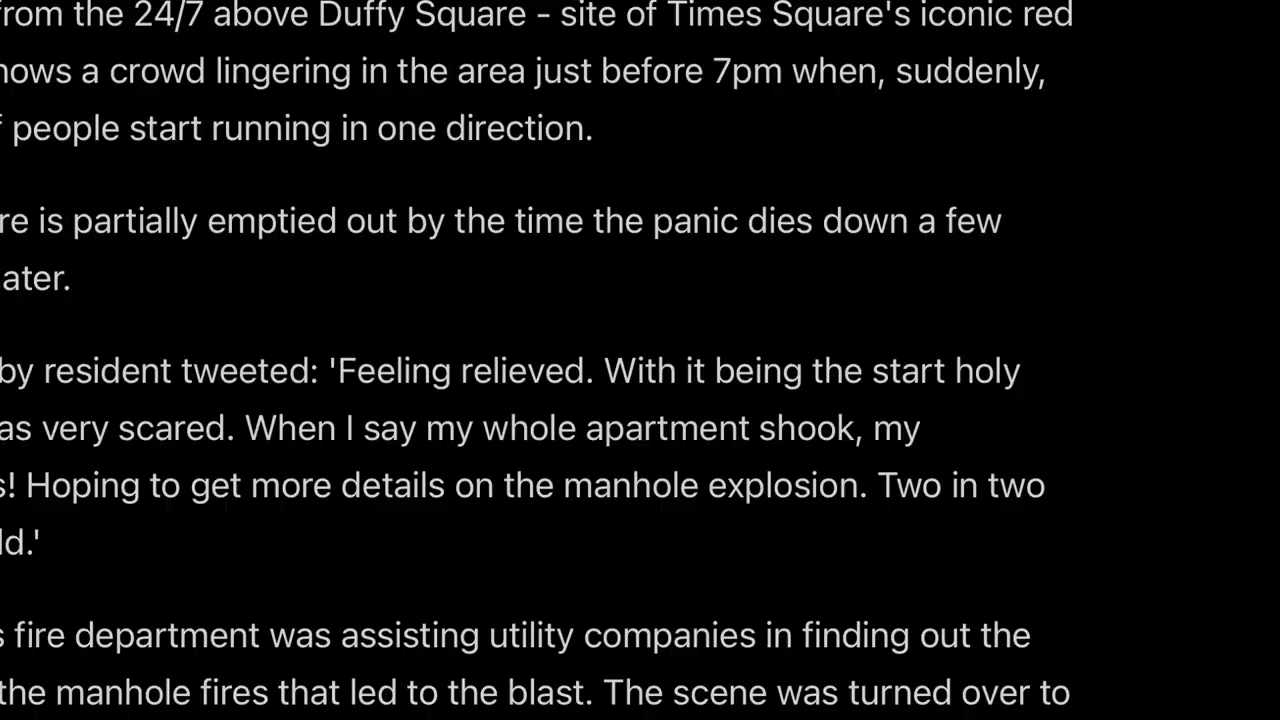 from the 24/7 above Duffy Square - site of Times Square's iconic red
hows a crowd lingering in the area just before 7pm when, suddenly,
people start running in one direction.
re is partially emptied out by the time the panic dies down a few
ater.
by resident tweeted: 'Feeling relieved. With it being the start holy
as very scared. When I say my whole apartment shook, my
s! Hoping to get more details on the manhole explosion. Two in two
ld.'
s fire department was assisting utility companies in finding out the
the manhole fires that led to the blast. The scene was turned over to